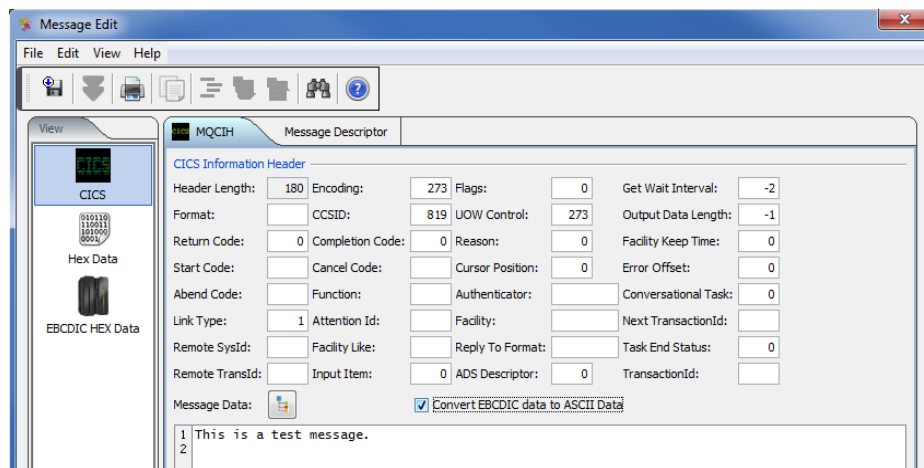 Message Edit
File Edit View Help
View
CICS
Hex Data
EBCDIC HEX Data
CICS MQCIH Message Descriptor
CICS Information Header
Header Length: 180 Encoding: 273 Flags: 0 Get Wait Interval: -2
Format: CCSID: 819 UOW Control: 273 Output Data Length: -1
Return Code: 0 Completion Code: 0 Reason: 0 Facility Keep Time: 0
Start Code: Cancel Code: Cursor Position: 0 Error Offset: 0
Abend Code: Function: Authenticator: Conversational Task: 0
Link Type: 1 Attention Id: Facility: Next TransactionId:
Remote SysId: Facility Like: Reply To Format: Task End Status: 0
Remote TransId: Input Item: 0 ADS Descriptor: 0 TransactionId:
Message Data: Convert EBCDIC data to ASCII Data
1 This is a test message.
2